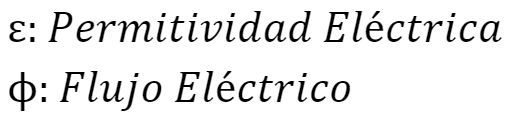 ε: Permitividad Eléctrica
ϕ: Flujo Eléctrico